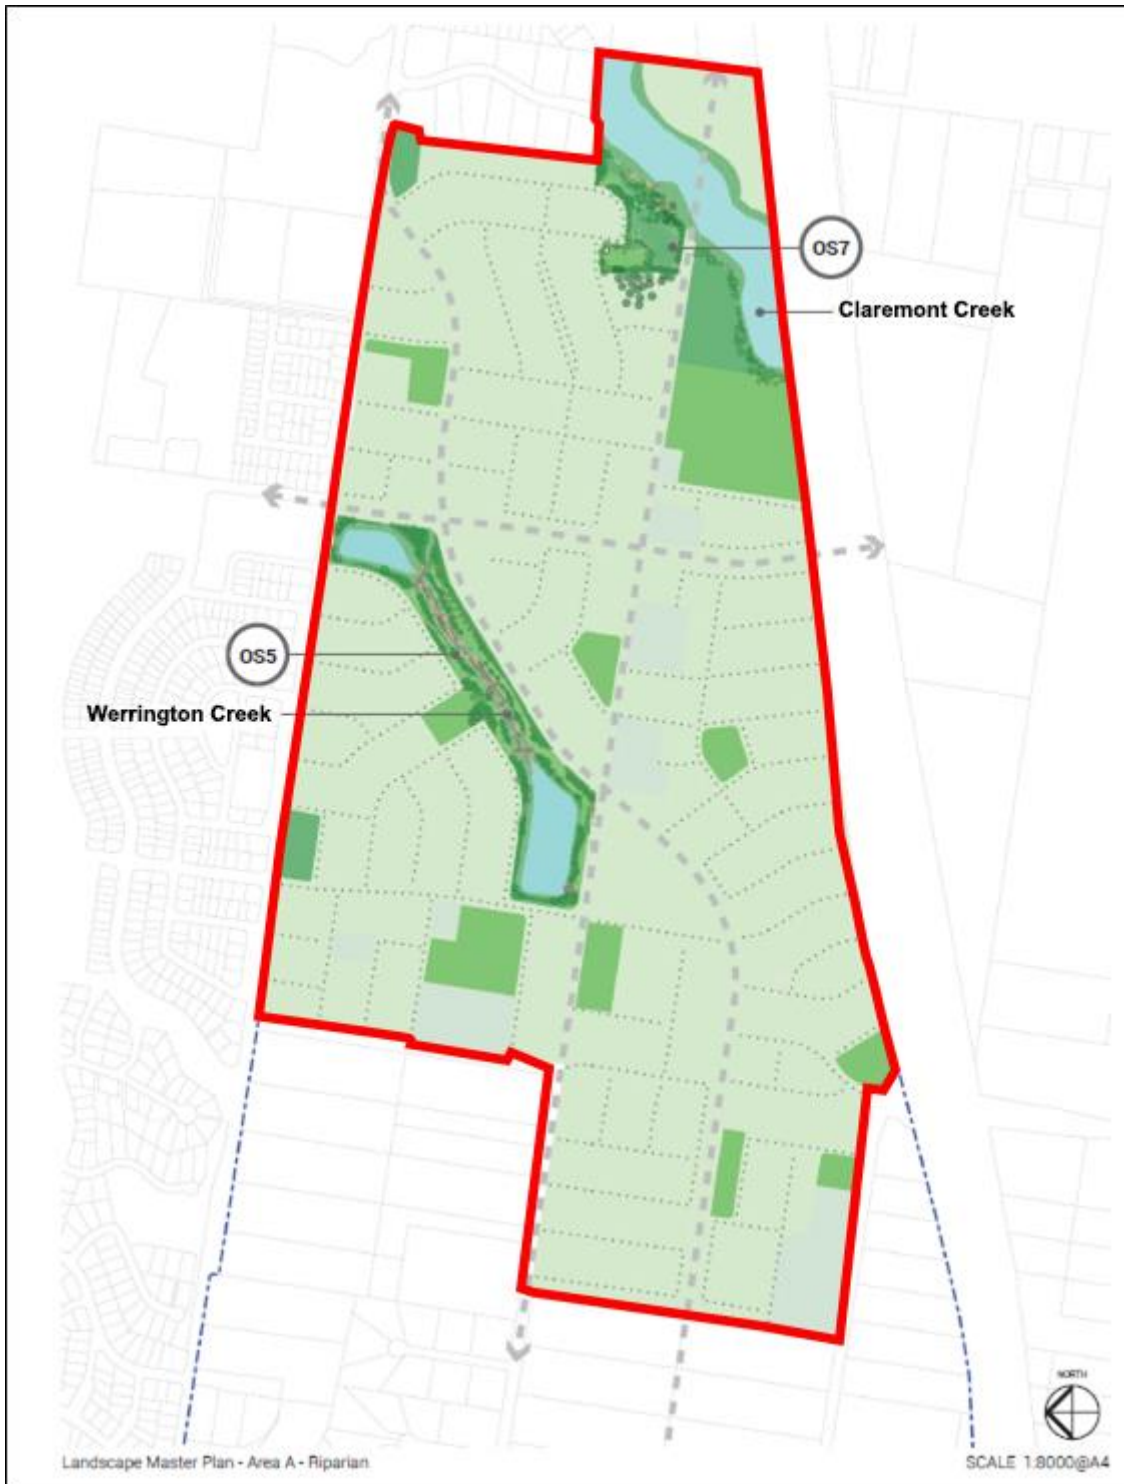 OS7
Claremont Creek
OS5
Werrington Creek
NORTH
Landscape Master Plan - Area A - Riparian
SCALE 1:8000@A4